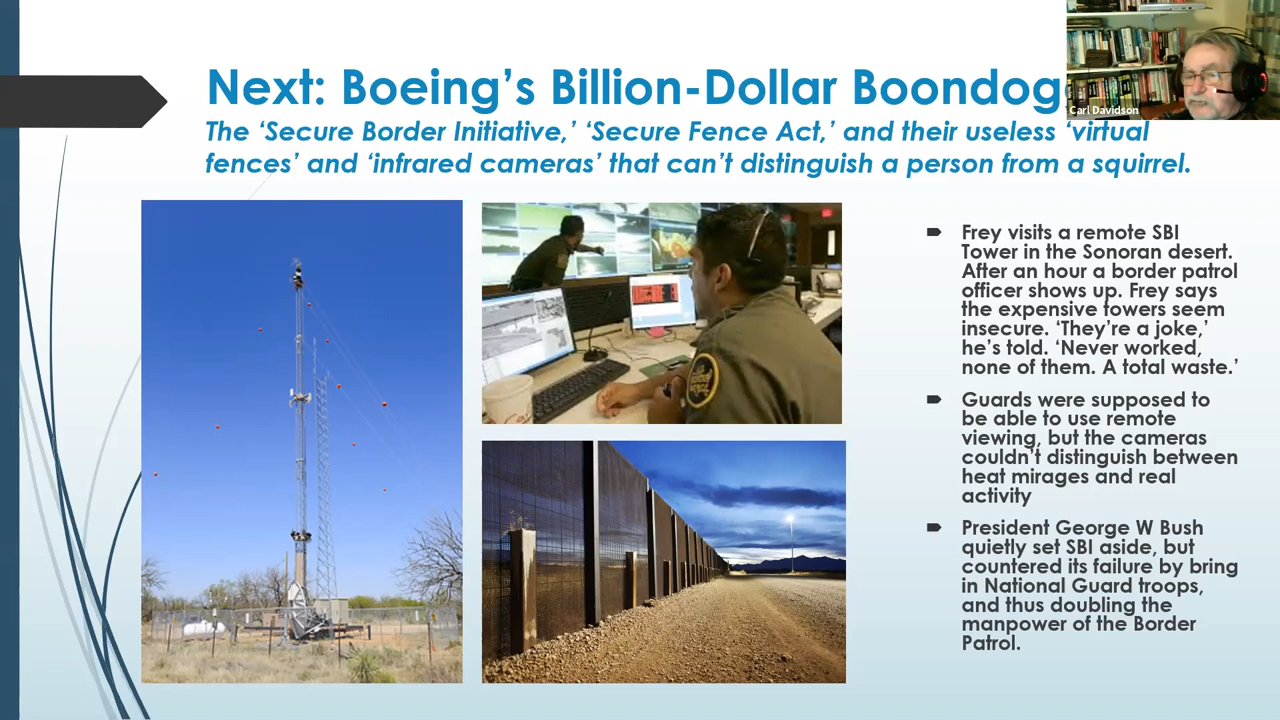 Next: Boeing’s Billion-Dollar Boondog
Carl Davidson
The ‘Secure Border Initiative,’ ‘Secure Fence Act,’ and their useless ‘virtual
fences’ and ‘infrared cameras’ that can’t distinguish a person from a squirrel.
Frey visits a remote SBI
Tower in the Sonoran desert.
After an hour a border patrol
officer shows up. Frey says
the expensive towers seem
insecure. ‘They’re a joke,’
he’s told. ‘Never worked,
none of them. A total waste.’
Guards were supposed to
be able to use remote
viewing, but the cameras
couldn’t distinguish between
heat mirages and real
activity
President George W Bush
quietly set SBI aside, but
countered its failure by bring
in National Guard troops,
and thus doubling the
manpower of the Border
Patrol.